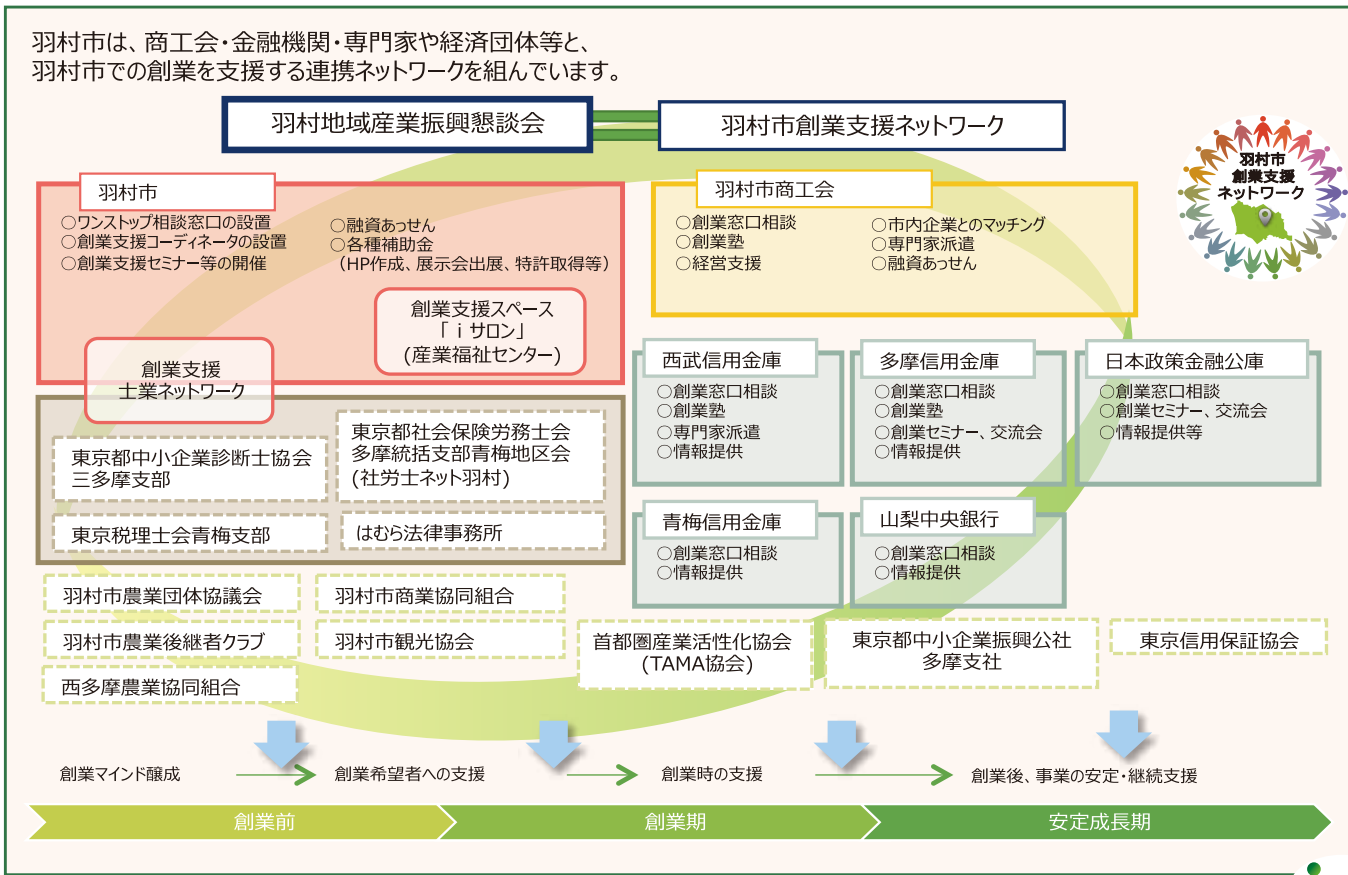 羽村市は、商工会・金融機関・専門家や経済団体等と、
羽村市での創業を支援する連携ネットワークを組んでいます。
羽村地域産業振興懇談会
羽村市創業支援ネットワーク
羽村市
創業支援
ネットワーク
羽村市
○ワンストップ相談窓口の設置
○創業支援コーディネータの設置
○創業支援セミナー等の開催
○融資あっせん
○各種補助金
(HP作成、展示会出展、特許取得等)
創業支援スペース
「ｉサロン」
(産業福祉センター)
創業支援
士業ネットワーク
羽村市商工会
○創業窓口相談
○創業塾
○経営支援
○市内企業とのマッチング
○専門家派遣
○融資あっせん
東京都中小企業診断士協会
三多摩支部
東京都社会保険労務士会
多摩統括支部青梅地区会
(社労士ネット羽村)
東京税理士会青梅支部
はむら法律事務所
西武信用金庫
○創業窓口相談
○創業塾
○専門家派遣
○情報提供
多摩信用金庫
○創業窓口相談
○創業塾
○創業セミナー、交流会
○情報提供
日本政策金融公庫
○創業窓口相談
○創業セミナー、交流会
○情報提供等
青梅信用金庫
○創業窓口相談
○情報提供
山梨中央銀行
○創業窓口相談
○情報提供
羽村市農業団体協議会
羽村市商業協同組合
羽村市農業後継者クラブ
羽村市観光協会
西多摩農業協同組合
首都圏産業活性化協会
(TAMA協会)
東京都中小企業振興公社
多摩支社
東京信用保証協会
創業マインド醸成
創業希望者への支援
創業時の支援
創業後、事業の安定・継続支援
創業前
創業期
安定成長期